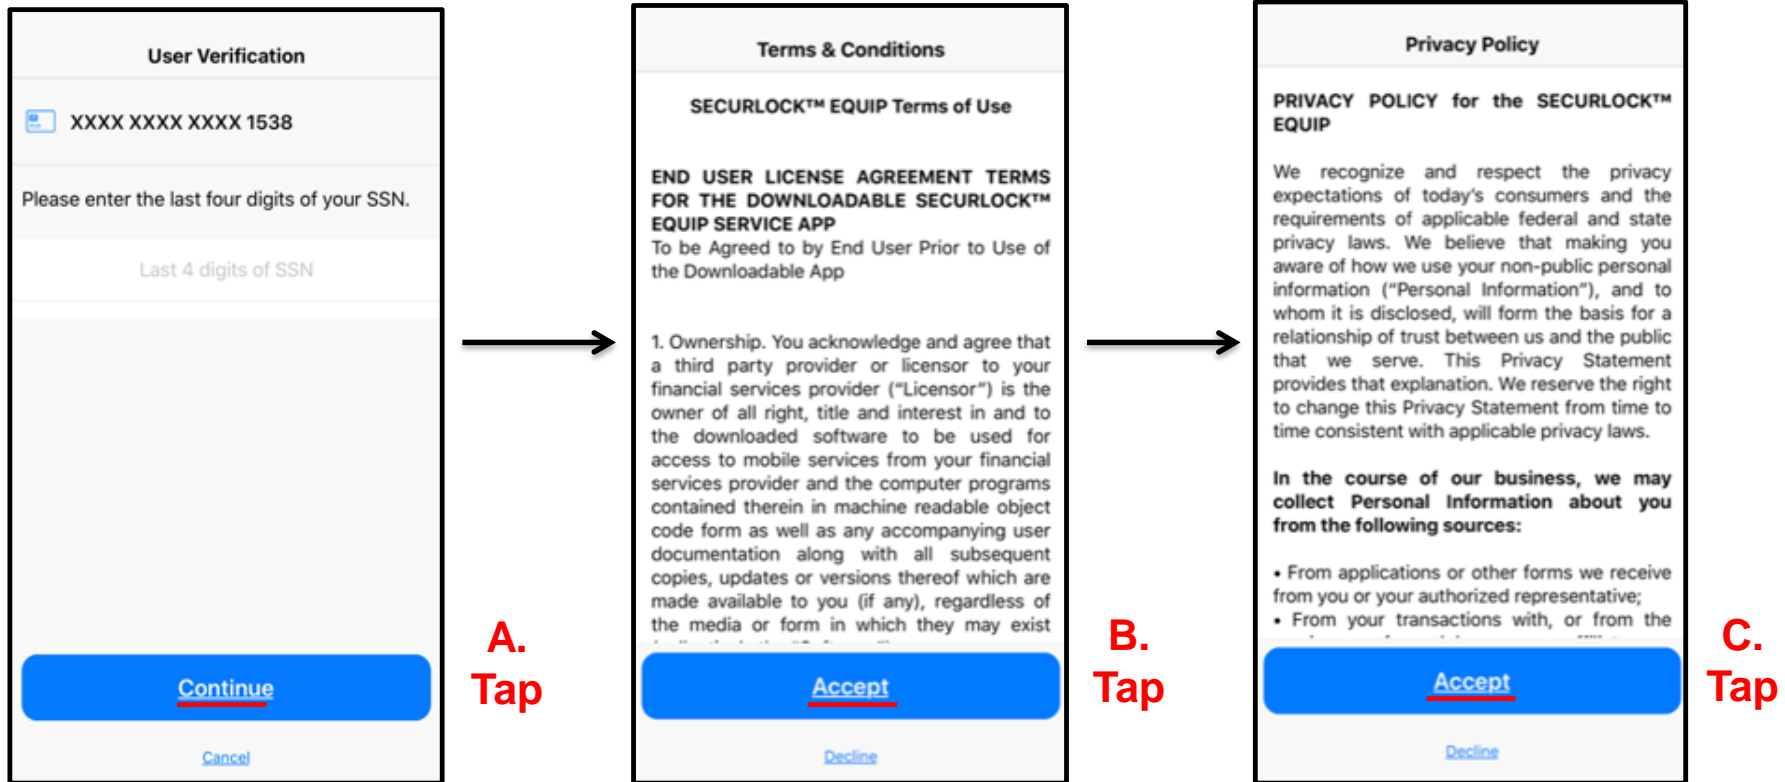 User Verification
XXXX XXXX XXXX 1538
Please enter the last four digits of your SSN.
Last 4 digits of SSN
Continue
Cancel
A.
Tap
Terms & Conditions
SECURLOCK™ EQUIP Terms of Use
END USER LICENSE AGREEMENT TERMS
FOR THE DOWNLOADABLE SECURLOCK™
EQUIP SERVICE APP
To be Agreed to by End User Prior to Use of
the Downloadable App
1. Ownership. You acknowledge and agree that
a third party provider or licensor to your
financial services provider (“Licensor”) is the
owner of all right, title and interest in and to
the downloaded software to be used for
access to mobile services from your financial
services provider and the computer programs
contained therein in machine readable object
code form as well as any accompanying user
documentation along with all subsequent
copies, updates or versions thereof which are
made available to you (if any), regardless of
the media or form in which they may exist
Accept
Decline
B.
Tap
Privacy Policy
PRIVACY POLICY for the SECURLOCK™
EQUIP
We recognize and respect the privacy
expectations of today's consumers and the
requirements of applicable federal and state
privacy laws. We believe that making you
aware of how we use your non-public personal
information (“Personal Information”), and to
whom it is disclosed, will form the basis for a
relationship of trust between us and the public
that we serve. This Privacy Statement
provides that explanation. We reserve the right
to change this Privacy Statement from time to
time consistent with applicable privacy laws.
In the course of our business, we may
collect Personal Information about you
from the following sources:
• From applications or other forms we receive
from you or your authorized representative;
• From your transactions with, or from the
Accept
Decline
C.
Tap